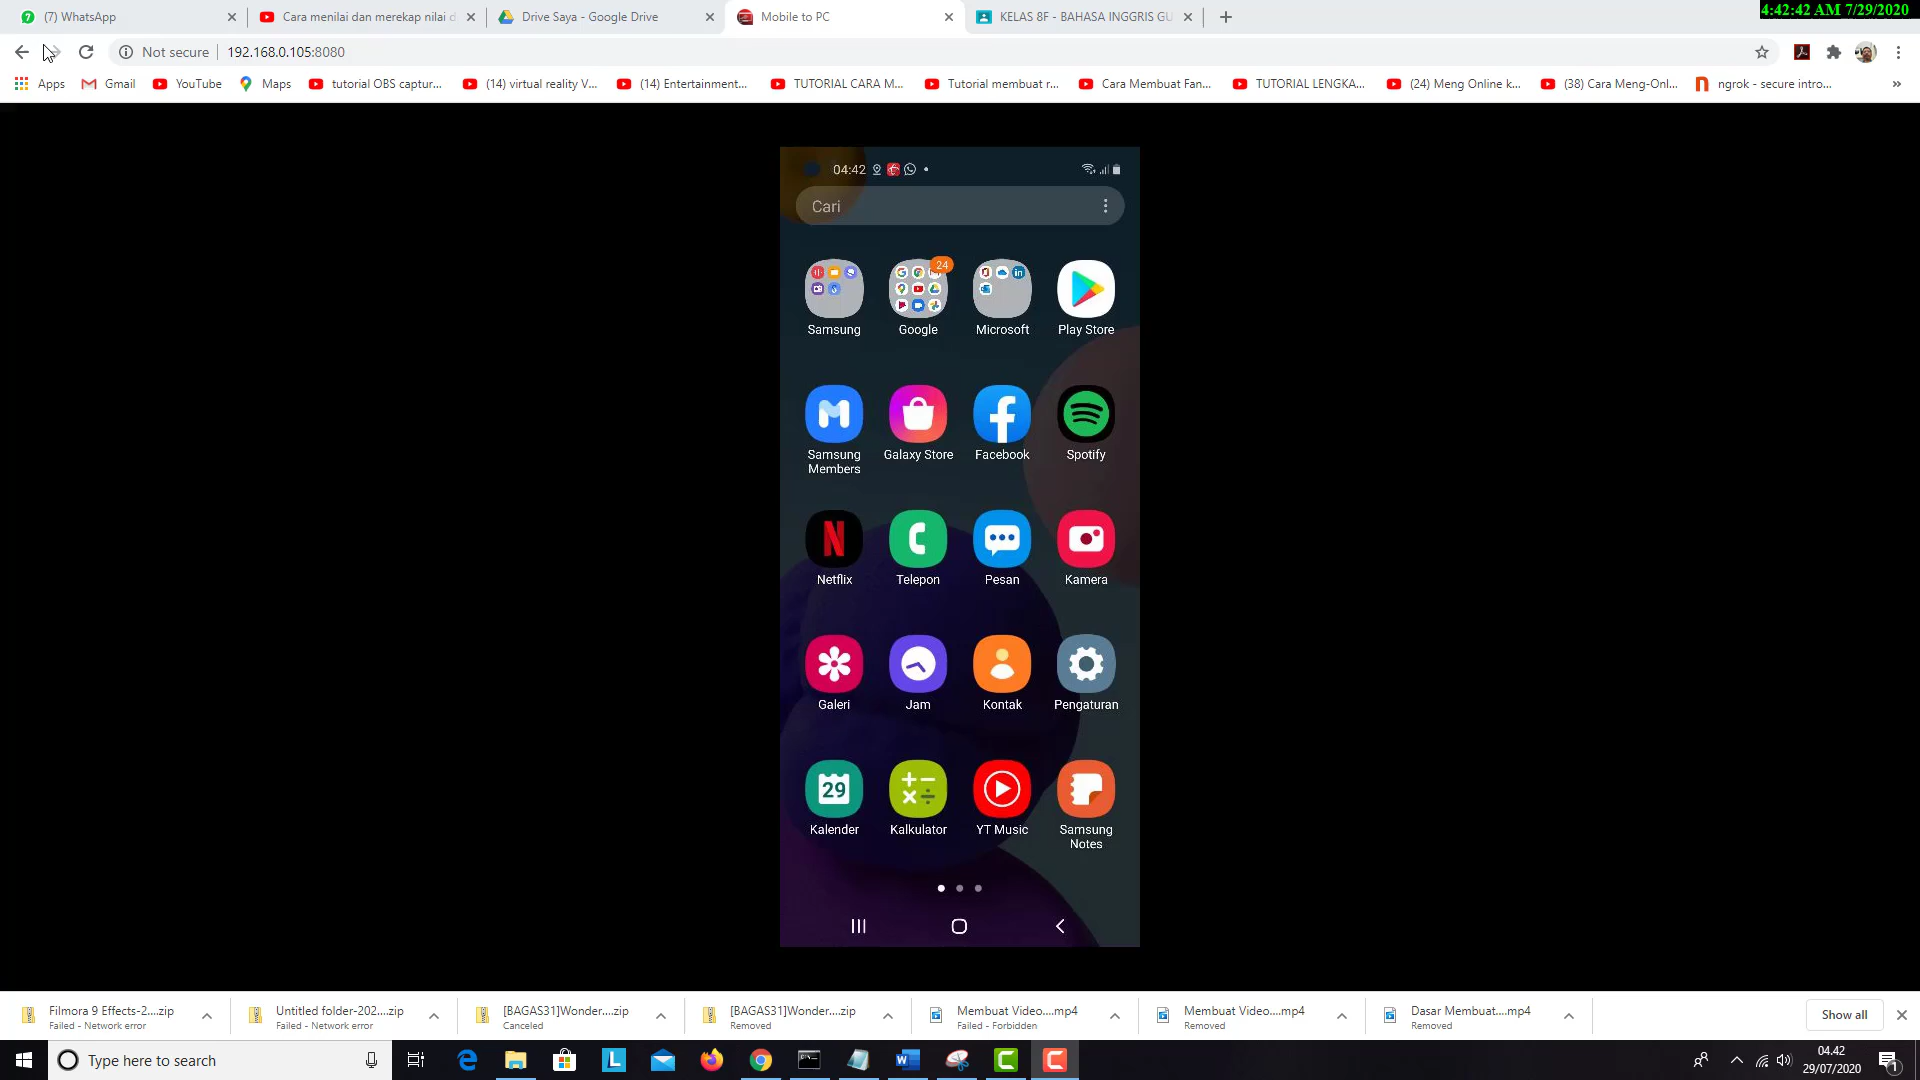 (7) WhatsApp
Cara menilai dan merekap nilai d
Drive Saya - Google Drive
Mobile to PC
KELAS 8F - BAHASA INGGRIS GU
4:42:42 AM 7/29/2020
Not secure
192.168.0.105:8080
Apps
Gmail
YouTube
Maps
tutorial OBS captur...
(14) virtual reality V...
(14) Entertainment...
TUTORIAL CARA M...
Tutorial membuat r...
Cara Membuat Fan...
TUTORIAL LENGKA...
(24) Meng Online k...
(38) Cara Meng-Onl...
ngrok - secure intro...
»
04:42
Cari
24
Samsung
Google
Microsoft
Play Store
Samsung
Members
Galaxy Store
Facebook
Spotify
Netflix
Telepon
Pesan
Kamera
Galeri
Jam
Kontak
Pengaturan
29
Kalender
Kalkulator
YT Music
Samsung
Notes
Filmora 9 Effects-2....zip
Failed - Network error
Untitled folder-202....zip
Failed - Network error
[BAGAS31]Wonder....zip
Canceled
[BAGAS31]Wonder....zip
Removed
Membuat Video....mp4
Failed - Forbidden
Membuat Video....mp4
Removed
Dasar Membuat....mp4
Removed
Show all
Type here to search
04.42
29/07/2020
1